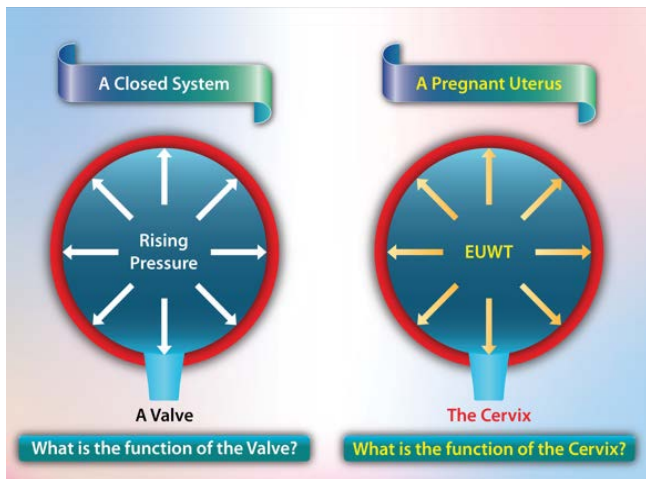 A Closed System
Rising
Pressure
A Valve
What is the function of the Valve?
A Pregnant Uterus
EUWT
The Cervix
What is the function of the Cervix?